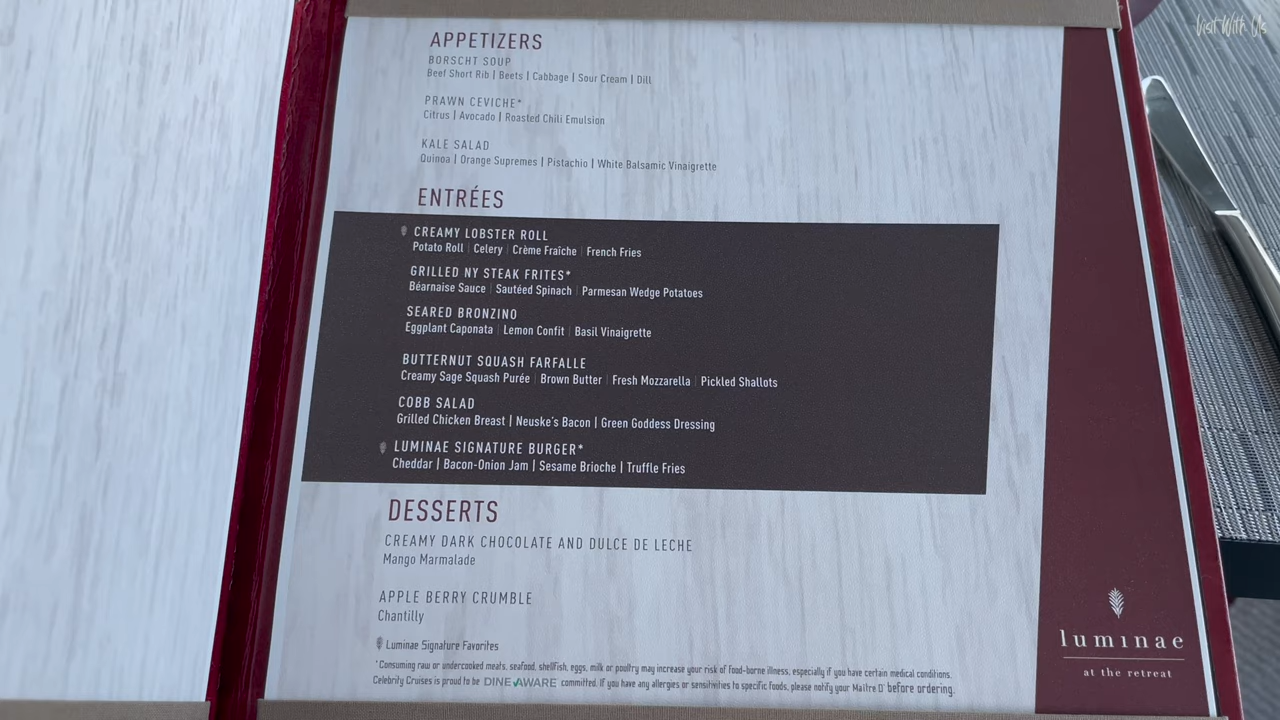 Visit With Us
APPETIZERS
BORSCHT SOUP
Beef Short Rib | Beets | Cabbage | Sour Cream | Dill
PRAWN CEVICHE*
Citrus | Avocado | Roasted Chili Emulsion
KALE SALAD
Quinoa | Orange Supremes | Pistachio | White Balsamic Vinaigrette
ENTRÉES
CREAMY LOBSTER ROLL
Potato Roll | Celery | Crème Fraîche | French Fries
GRILLED NY STEAK FRITES*
Béarnaise Sauce | Sautéed Spinach | Parmesan Wedge Potatoes
SEARED BRONZINO
Eggplant Caponata | Lemon Confit | Basil Vinaigrette
BUTTERNUT SQUASH FARFALLE
Creamy Sage Squash Purée | Brown Butter | Fresh Mozzarella | Pickled Shallots
COBB SALAD
Grilled Chicken Breast | Neuske's Bacon | Green Goddess Dressing
LUMINAE SIGNATURE BURGER*
Cheddar | Bacon-Onion Jam | Sesame Brioche | Truffle Fries
DESSERTS
CREAMY DARK CHOCOLATE AND DULCE DE LECHE
Mango Marmalade
APPLE BERRY CRUMBLE
Chantilly
Luminae Signature Favorites
*Consuming raw or undercooked meats, seafood, shellfish, eggs, milk or poultry may increase your risk of food-borne illness, especially if you have certain medical conditions.
Celebrity Cruises is proud to be DINE AWARE committed. If you have any allergies or sensitivities to specific foods, please notify your Maître D' before ordering.
luminae
at the retreat